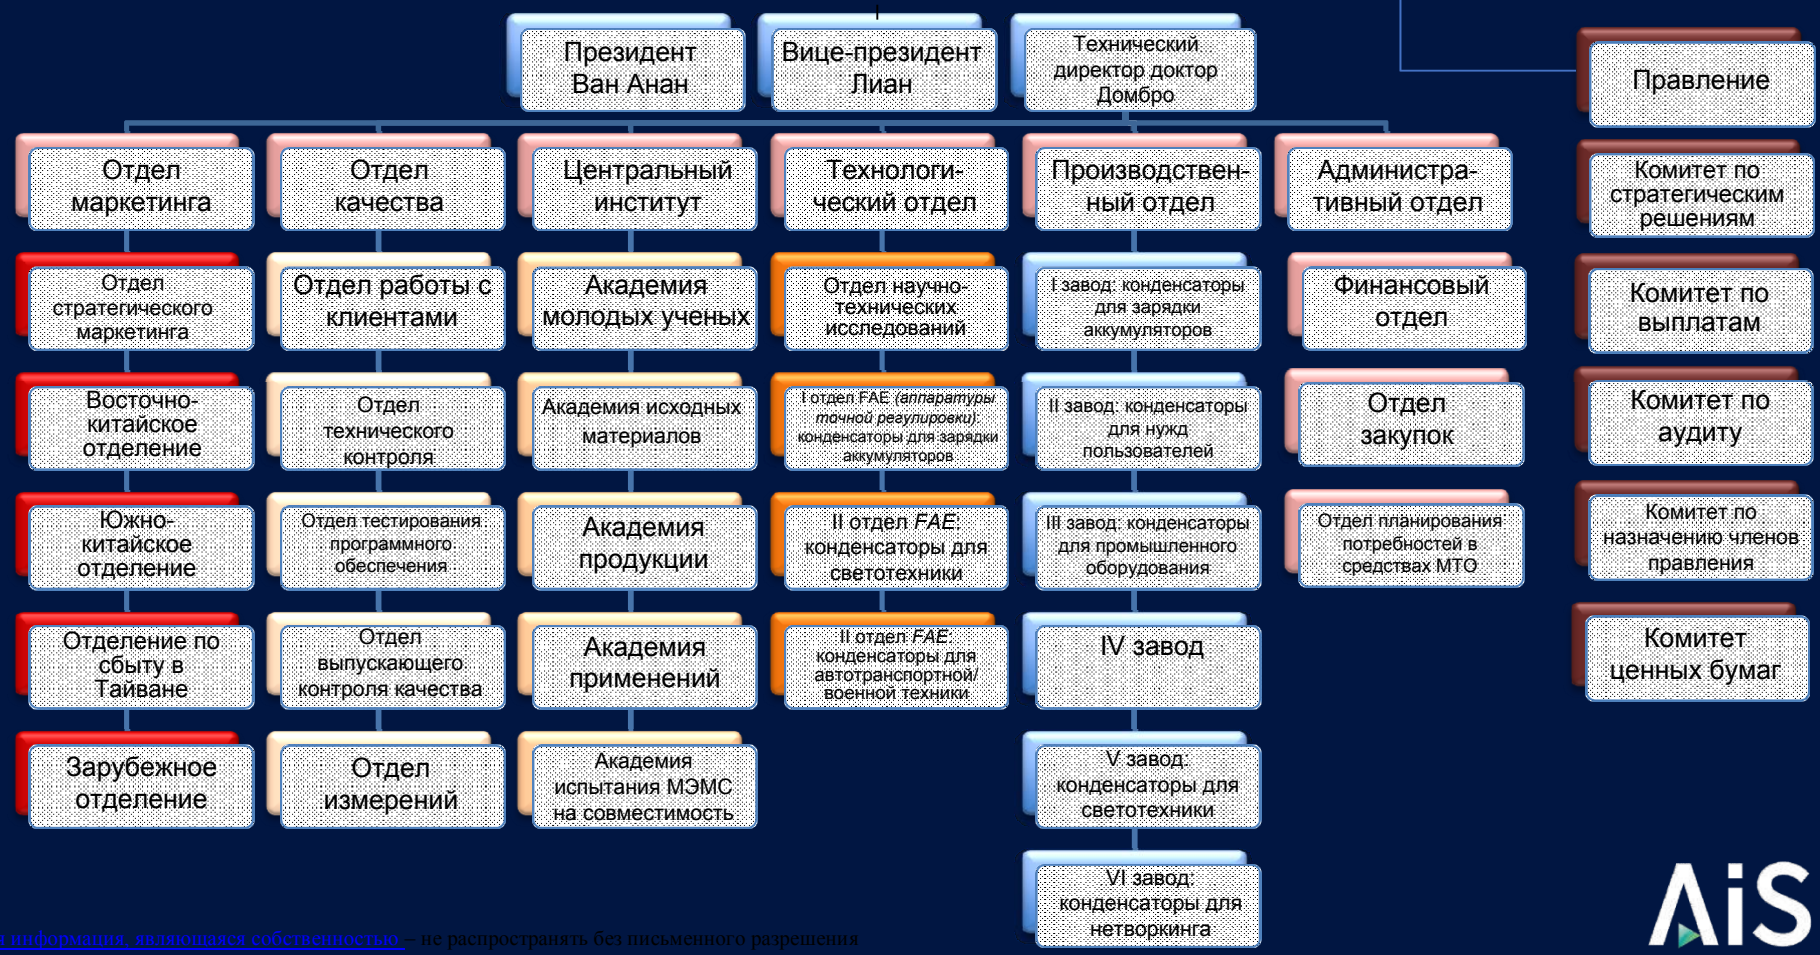 Президент
Ван Анан
Вице-президент
Лиан
Технический
директор доктор
Домбро
Правление
Отдел
маркетинга
Отдел
качества
Центральный
институт
Технологи-
ческий отдел
Производствен-
ный отдел
Администра-
тивный отдел
Комитет по
стратегическим
решениям
Отдел
стратегического
маркетинга
Отдел работы с
клиентами
Академия
молодых ученых
Отдел научно-
технических
исследований
I завод: конденсаторы
для зарядки
аккумуляторов
Финансовый
отдел
Комитет по
выплатам
Восточно-
китайское
отделение
Отдел
технического
контроля
Академия исходных
материалов
I отдел FAE (аппаратуры
точной регулировки):
конденсаторы для зарядки
аккумуляторов
II завод: конденсаторы
для нужд
пользователей
Отдел
закупок
Комитет по
аудиту
Южно-
китайское
отделение
Отдел тестирования
программного
обеспечения
Академия
продукции
II отдел FAE:
конденсаторы для
светотехники
III завод: конденсаторы
для промышленного
оборудования
Отдел планирования
потребностей в
средствах МТО
Комитет по
назначению членов
правления
Отделение по
сбыту в
Тайване
Отдел
выпускающего
контроля качества
Академия
применений
II отдел FAE:
конденсаторы для
автотранспортной/
военной техники
IV завод
Комитет
ценных бумаг
Зарубежное
отделение
Отдел
измерений
Академия
испытания МЭМС
на совместимость
V завод:
конденсаторы для
светотехники
VI завод:
конденсаторы для
нетворкинга
я информация, являющаяся собственностью – не распространять без письменного разрешения
AiS